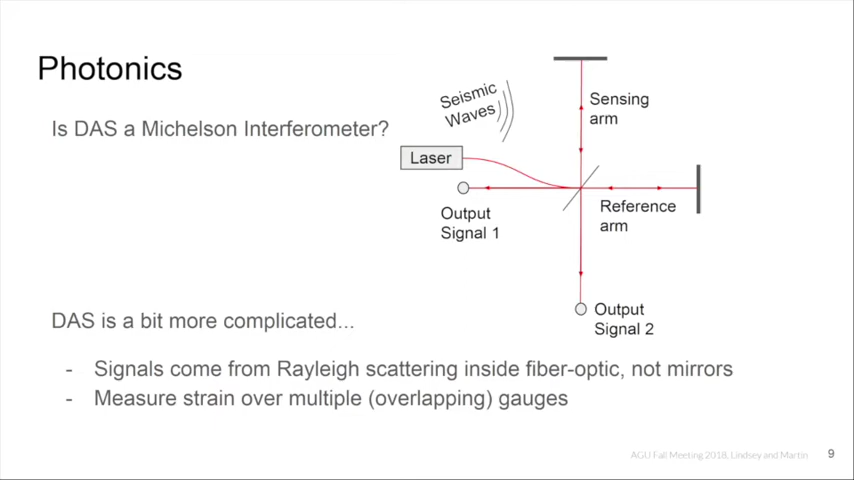 Photonics
Is DAS a Michelson Interferometer?
Seismic
Waves
Sensing
arm
Laser
Reference
arm
Output
Signal 1
Output
Signal 2
DAS is a bit more complicated...
- Signals come from Rayleigh scattering inside fiber-optic, not mirrors
- Measure strain over multiple (overlapping) gauges
AGU Fall Meeting 2018, Lindsey and Martin
9